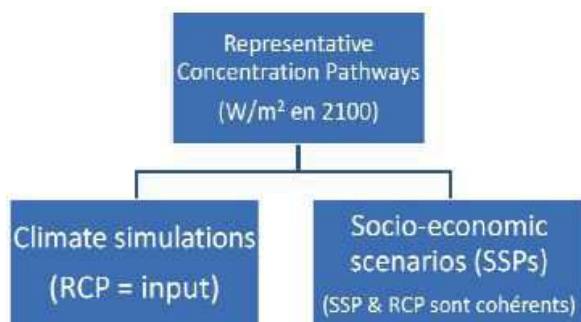 Representative
Concentration Pathways
(W/m² en 2100)
Climate simulations
(RCP = input)
Socio-economic
scenarios (SSPs)
(SSP & RCP sont cohérents)